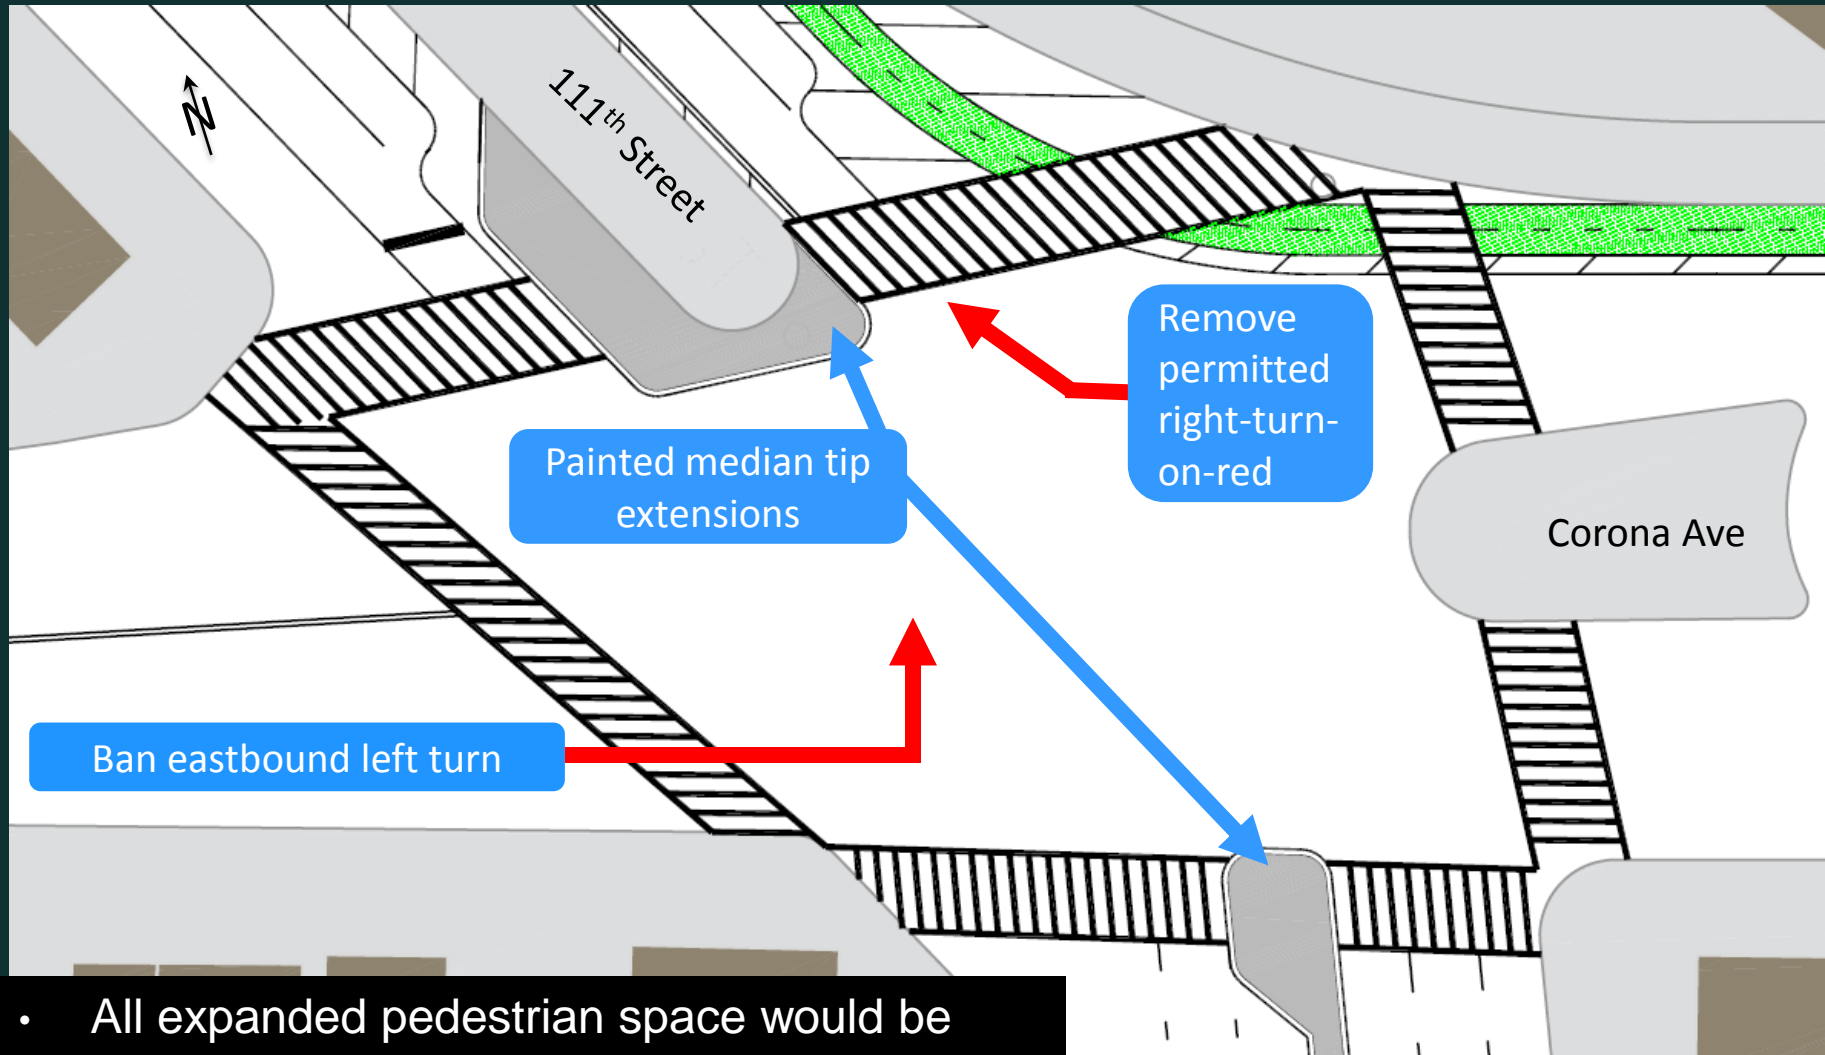 N
111th Street
Remove
permitted
right-turn-
on-red
Painted median tip
extensions
Corona Ave
Ban eastbound left turn
• All expanded pedestrian space would be